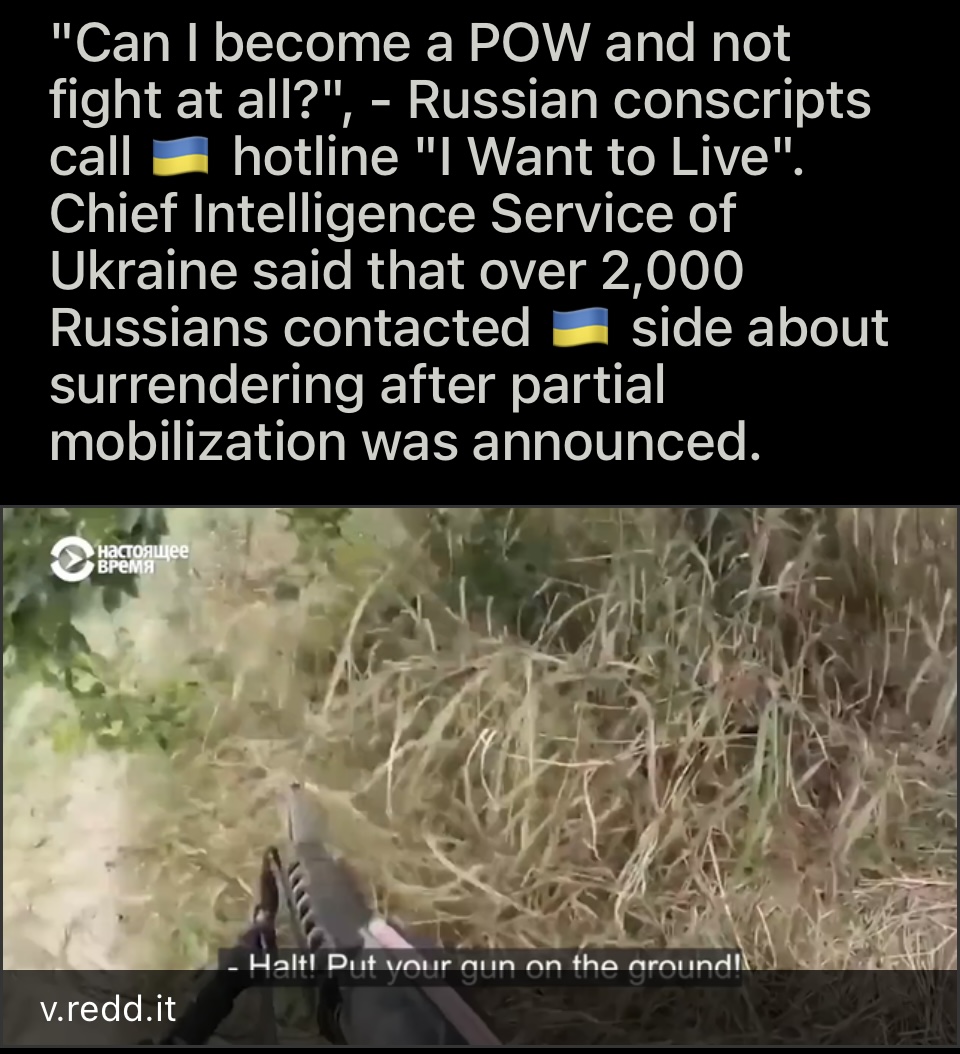 "Can I become a POW and not
fight at all?", - Russian conscripts
call 🇺🇦 hotline "I Want to Live".
Chief Intelligence Service of
Ukraine said that over 2,000
Russians contacted 🇺🇦 side about
surrendering after partial
mobilization was announced.
НАСТОЯЩЕЕ
ВРЕМЯ
- Halt! Put your gun on the ground!
v.redd.it